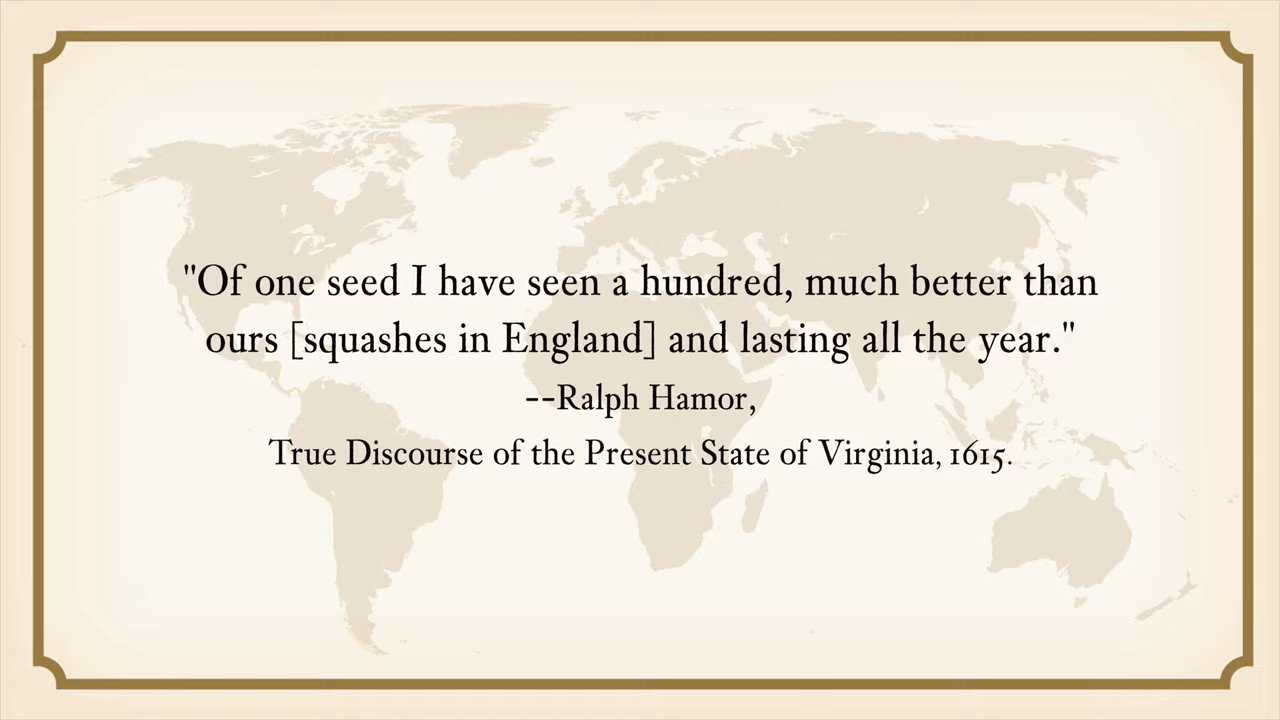 "Of one seed I have seen a hundred, much better than
ours [squashes in England] and lasting all the year."
--Ralph Hamor,
True Discourse of the Present State of Virginia, 1615.